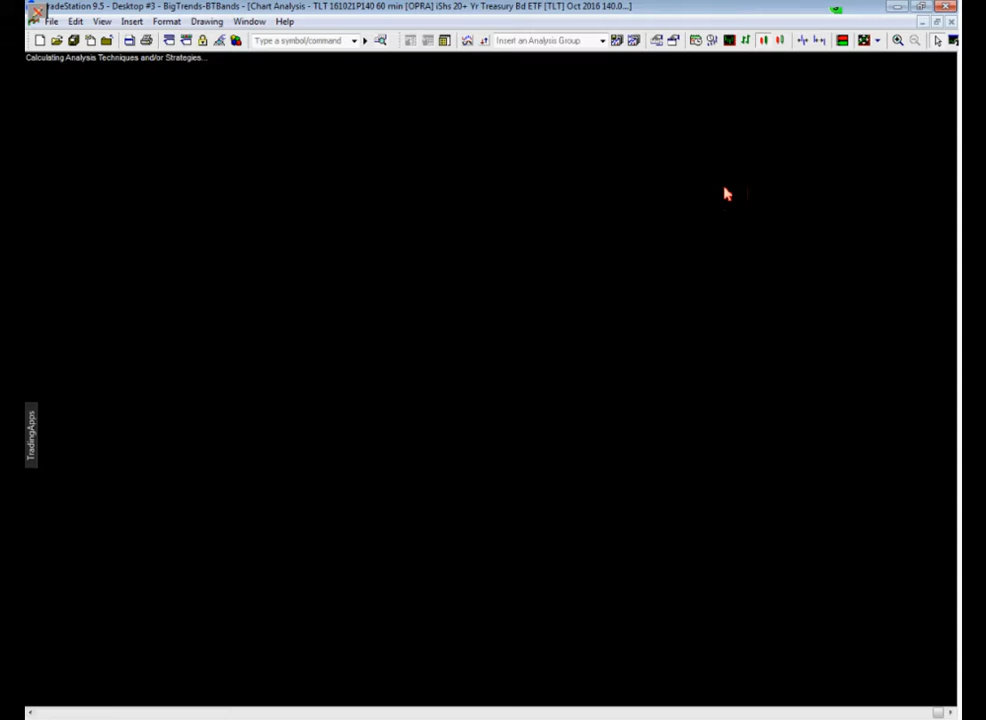 radeStation 9.5 - Desktop #3 - BigTrends-BTBands - [Chart Analysis - TLT 161021P140 60 min [OPRA] iShs 20+ Yr Treasury Bd ETF [TLT] Oct 2016 140.0...]
File Edit View Insert Format Drawing Window Help
Type a symbol/command Insert an Analysis Group
Calculating Analysis Techniques and/or Strategies...
TradingApps